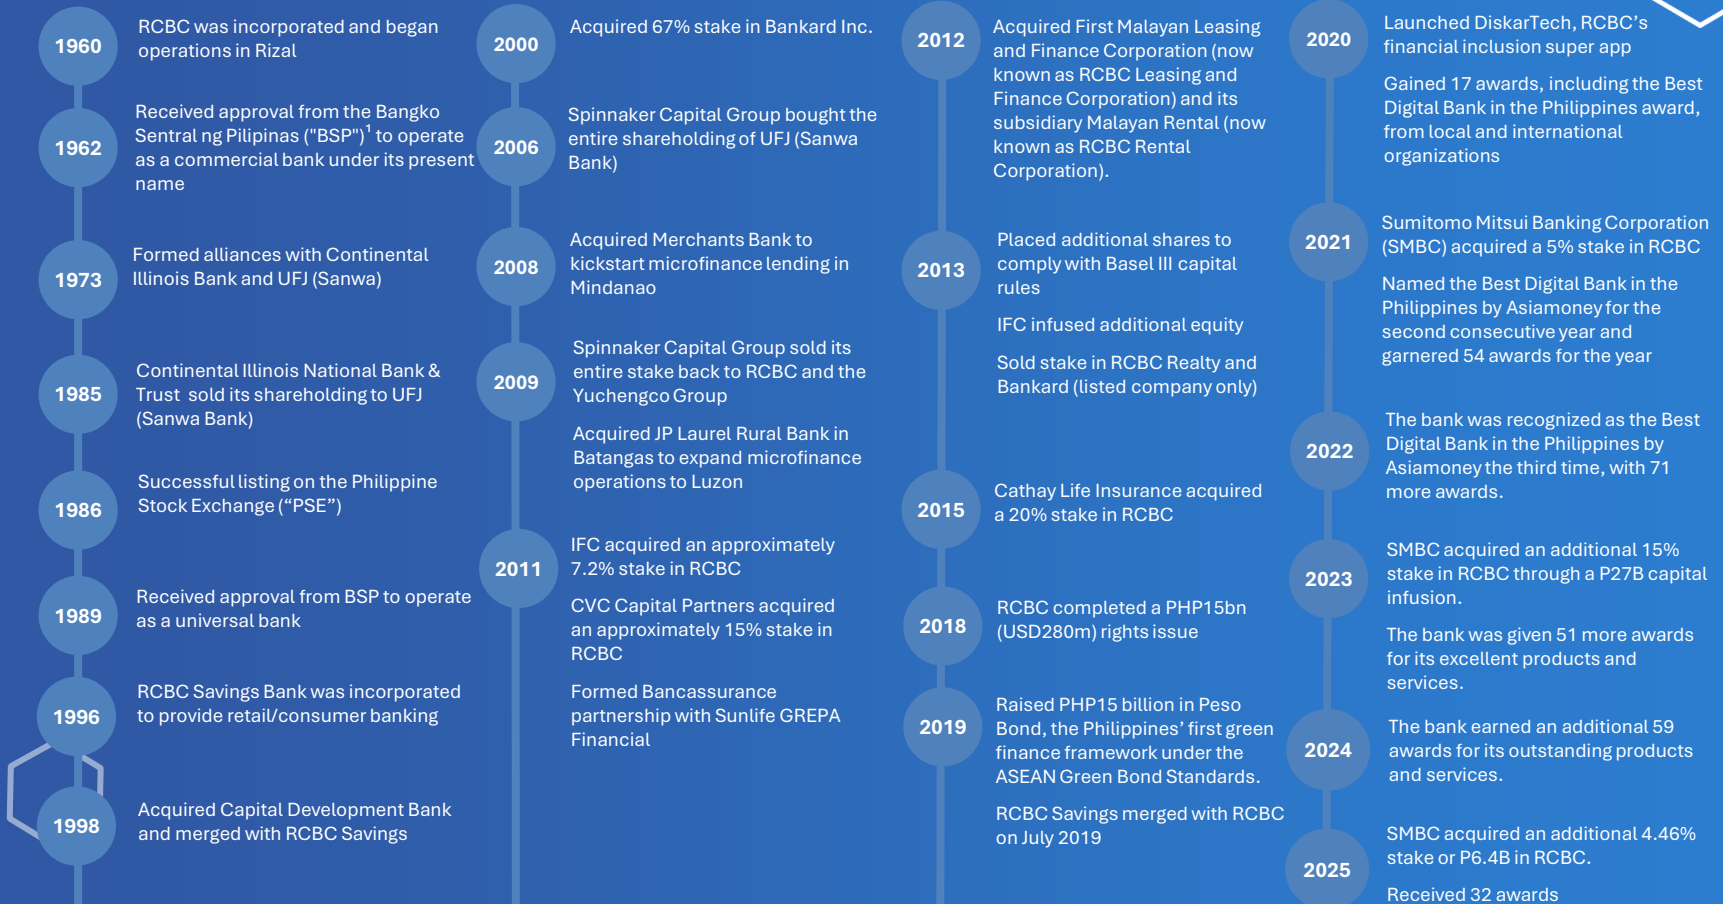 1960
RCBC was incorporated and began
operations in Rizal
1962
Received approval from the Bangko
Sentral ng Pilipinas ("BSP")¹ to operate
as a commercial bank under its present
name
1973
Formed alliances with Continental
Illinois Bank and UFJ (Sanwa)
1985
Continental Illinois National Bank &
Trust sold its shareholding to UFJ
(Sanwa Bank)
1986
Successful listing on the Philippine
Stock Exchange (“PSE”)
1989
Received approval from BSP to operate
as a universal bank
1996
RCBC Savings Bank was incorporated
to provide retail/consumer banking
1998
Acquired Capital Development Bank
and merged with RCBC Savings
2000
Acquired 67% stake in Bankard Inc.
2006
Spinnaker Capital Group bought the
entire shareholding of UFJ (Sanwa
Bank)
2008
Acquired Merchants Bank to
kickstart microfinance lending in
Mindanao
2009
Spinnaker Capital Group sold its
entire stake back to RCBC and the
Yuchengco Group
Acquired JP Laurel Rural Bank in
Batangas to expand microfinance
operations to Luzon
2011
IFC acquired an approximately
7.2% stake in RCBC
CVC Capital Partners acquired
an approximately 15% stake in
RCBC
Formed Bancassurance
partnership with Sunlife GREPA
Financial
2012
Acquired First Malayan Leasing
and Finance Corporation (now
known as RCBC Leasing and
Finance Corporation) and its
subsidiary Malayan Rental (now
known as RCBC Rental
Corporation).
2013
Placed additional shares to
comply with Basel III capital
rules
IFC infused additional equity
Sold stake in RCBC Realty and
Bankard (listed company only)
2015
Cathay Life Insurance acquired
a 20% stake in RCBC
2018
RCBC completed a PHP15bn
(USD280m) rights issue
2019
Raised PHP15 billion in Peso
Bond, the Philippines’ first green
finance framework under the
ASEAN Green Bond Standards.
RCBC Savings merged with RCBC
on July 2019
2020
Launched DiskarTech, RCBC’s
financial inclusion super app
Gained 17 awards, including the Best
Digital Bank in the Philippines award,
from local and international
organizations
2021
Sumitomo Mitsui Banking Corporation
(SMBC) acquired a 5% stake in RCBC
Named the Best Digital Bank in the
Philippines by Asiamoney for the
second consecutive year and
garnered 54 awards for the year
2022
The bank was recognized as the Best
Digital Bank in the Philippines by
Asiamoney the third time, with 71
more awards.
2023
SMBC acquired an additional 15%
stake in RCBC through a P27B capital
infusion.
The bank was given 51 more awards
for its excellent products and
services.
2024
The bank earned an additional 59
awards for its outstanding products
and services.
2025
SMBC acquired an additional 4.46%
stake or P6.4B in RCBC.
Received 32 awards